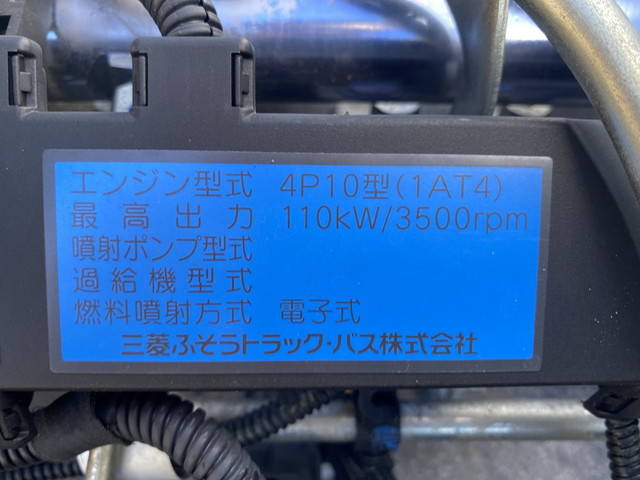 エンジン型式 4P10型(1AT4)
最高出力 110kW/3500rpm
噴射ポンプ型式
過給機型式
燃料噴射方式 電子式
三菱ふそうトラック・バス株式会社